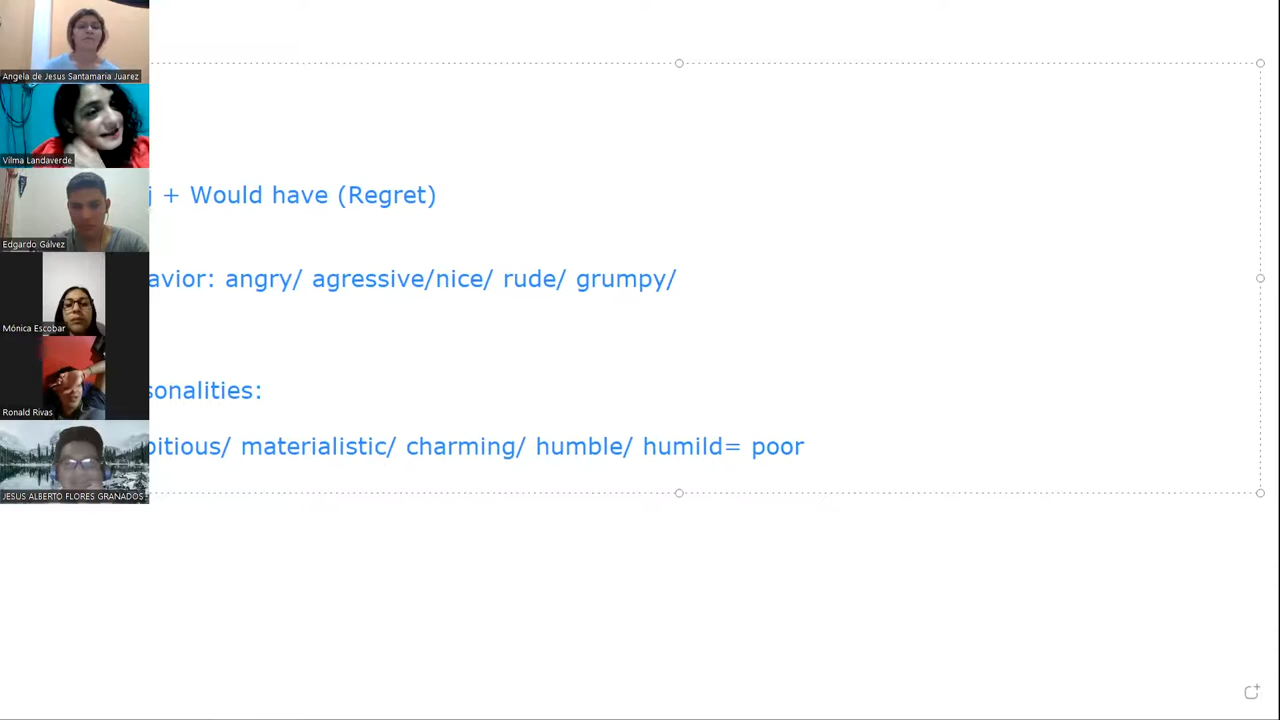 Angela de Jesus Santamaria Juarez
Vilma Landaverde
j + Would have (Regret)
Edgardo Gálvez
avior: angry/ agressive/nice/ rude/ grumpy/
Mónica Escobar
sonalities:
Ronald Rivas
bitious/ materialistic/ charming/ humble/ humild= poor
JESUS ALBERTO FLORES GRANADOS